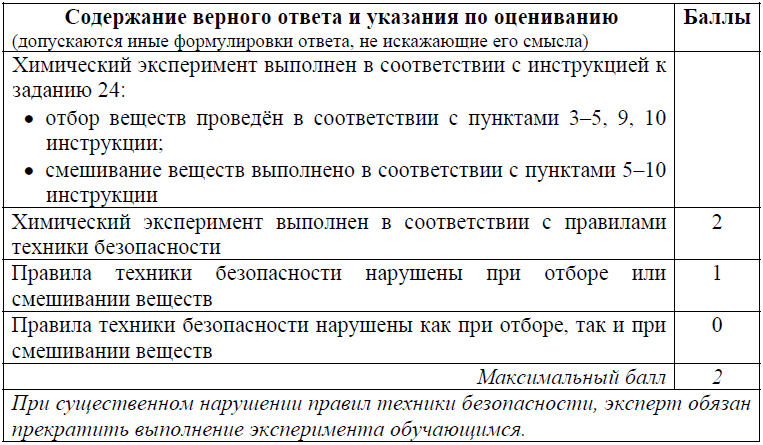 Содержание верного ответа и указания по оцениванию
(допускаются иные формулировки ответа, не искажающие его смысла)
Баллы
Химический эксперимент выполнен в соответствии с инструкцией к
заданию 24:
• отбор веществ проведён в соответствии с пунктами 3–5, 9, 10
инструкции;
• смешивание веществ выполнено в соответствии с пунктами 5–10
инструкции
Химический эксперимент выполнен в соответствии с правилами
техники безопасности
2
Правила техники безопасности нарушены при отборе или
смешивании веществ
1
Правила техники безопасности нарушены как при отборе, так и при
смешивании веществ
0
Максимальный балл
2
При существенном нарушении правил техники безопасности, эксперт обязан
прекратить выполнение эксперимента обучающимся.